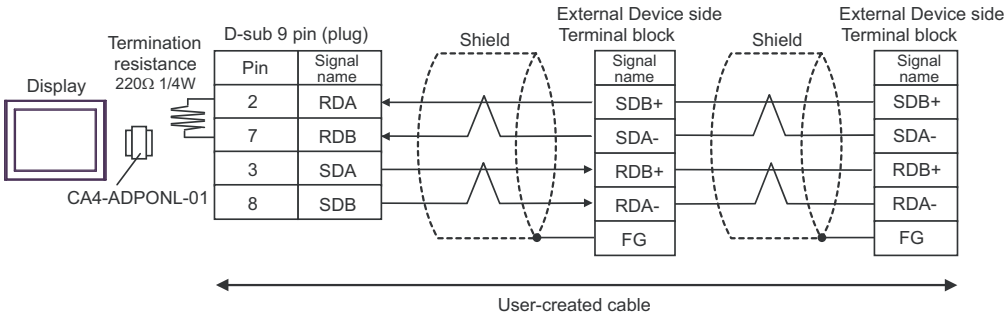 External Device side
Terminal block
External Device side
Terminal block
D-sub 9 pin (plug)
Shield
Shield
Termination
resistance
220Ω 1/4W
Display
CA4-ADPONL-01
Pin
Signal
name
2
RDA
7
RDB
3
SDA
8
SDB
Signal
name
SDB+
SDA-
RDB+
RDA-
FG
Signal
name
SDB+
SDA-
RDB+
RDA-
FG
User-created cable